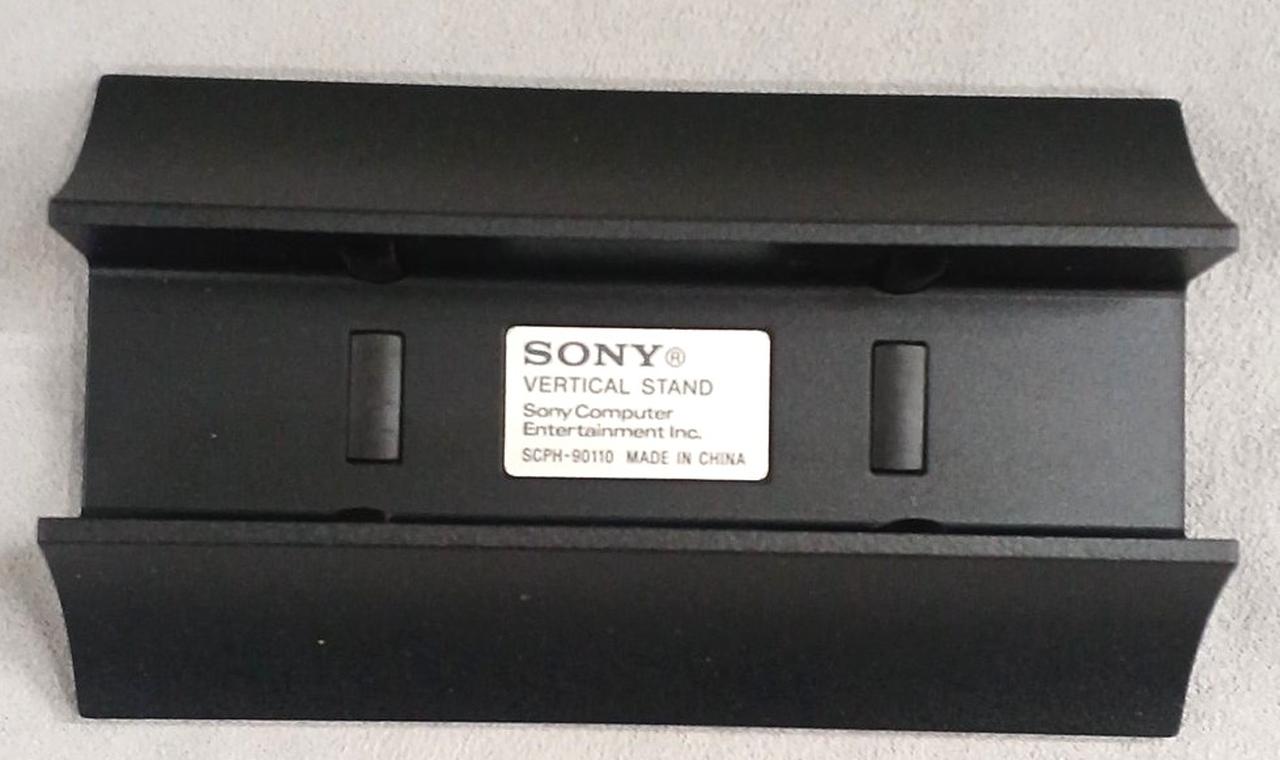 SONY®
VERTICAL STAND
Sony Computer
Entertainment Inc.
SCPH-90110 MADE IN CHINA